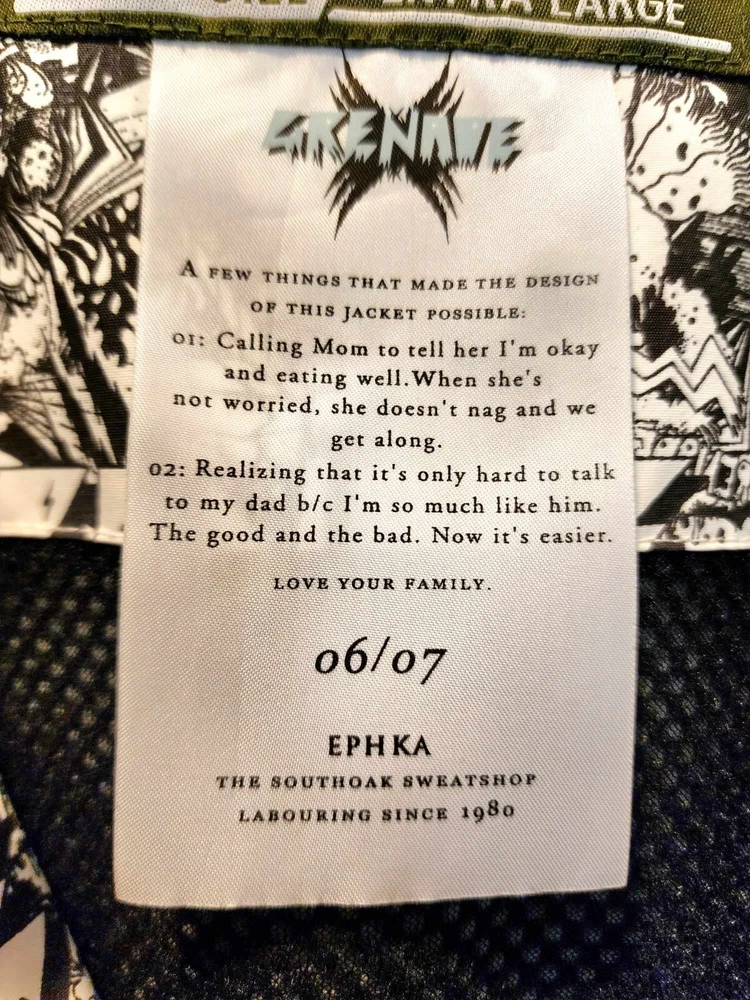 EXTRA LARGE
GRENADE
A FEW THINGS THAT MADE THE DESIGN
OF THIS JACKET POSSIBLE:
01: Calling Mom to tell her I'm okay
and eating well.When she's
not worried, she doesn't nag and we
get along.
02: Realizing that it's only hard to talk
to my dad b/c I'm so much like him.
The good and the bad. Now it's easier.
LOVE YOUR FAMILY.
06/07
EPHKA
THE SOUTHOAK SWEATSHOP
LABOURING SINCE 1980